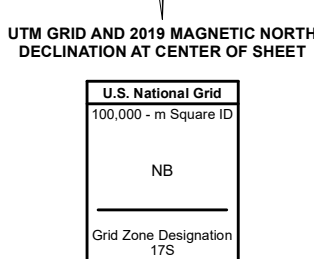 UTM GRID AND 2019 MAGNETIC NORTH
DECLINATION AT CENTER OF SHEET
U.S. National Grid
100,000 - m Square ID
NB
Grid Zone Designation
17S